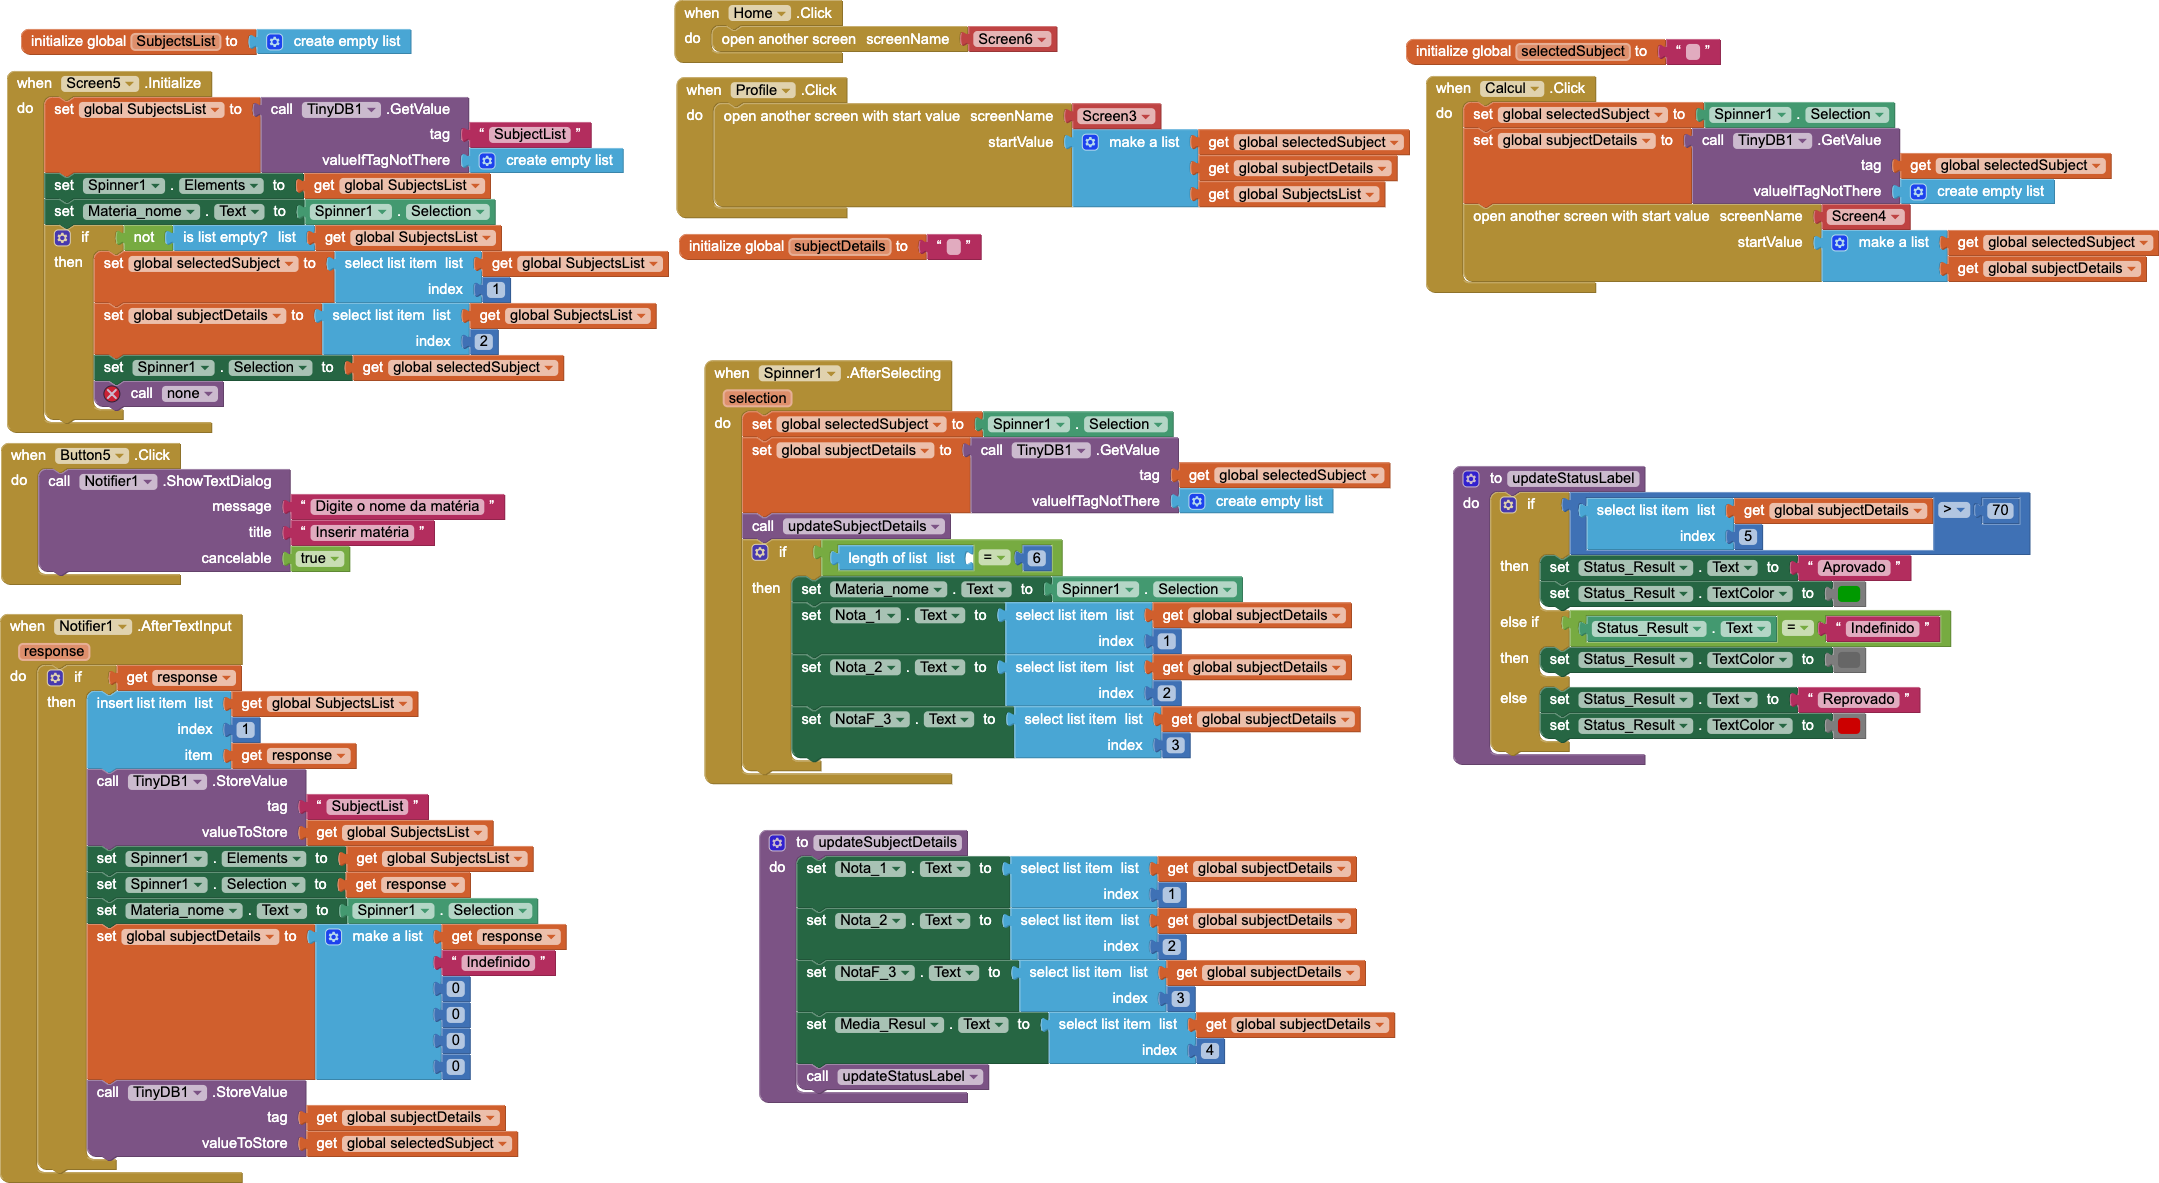 initialize global SubjectsList to create empty list
when Screen5 .Initialize
do set global SubjectsList to call TinyDB1 .GetValue
tag " SubjectList "
valueIfTagNotThere create empty list
set Spinner1 . Elements to get global SubjectsList
set Materia_nome . Text to Spinner1 . Selection
if not is list empty? list get global SubjectsList
then set global selectedSubject to select list item list get global SubjectsList
index 1
set global subjectDetails to select list item list get global SubjectsList
index 2
set Spinner1 . Selection to get global selectedSubject
call none
when Button5 .Click
do call Notifier1 .ShowTextDialog
message " Digite o nome da matéria "
title " Inserir matéria "
cancelable true
when Notifier1 .AfterTextInput
response
do if get response
then insert list item list get global SubjectsList
index 1
item get response
call TinyDB1 .StoreValue
tag " SubjectList "
valueToStore get global SubjectsList
set Spinner1 . Elements to get global SubjectsList
set Spinner1 . Selection to get response
set Materia_nome . Text to Spinner1 . Selection
set global subjectDetails to make a list get response
" Indefinido "
0
0
0
0
call TinyDB1 .StoreValue
tag get global subjectDetails
valueToStore get global selectedSubject
when Home .Click
do open another screen screenName Screen6
when Profile .Click
do open another screen with start value screenName Screen3
startValue make a list get global selectedSubject
get global subjectDetails
get global SubjectsList
initialize global subjectDetails to " "
when Spinner1 .AfterSelecting
selection
do set global selectedSubject to Spinner1 . Selection
set global subjectDetails to call TinyDB1 .GetValue
tag get global selectedSubject
valueIfTagNotThere create empty list
call updateSubjectDetails
if length of list list = 6
then set Materia_nome . Text to Spinner1 . Selection
set Nota_1 . Text to select list item list get global subjectDetails
index 1
set Nota_2 . Text to select list item list get global subjectDetails
index 2
set NotaF_3 . Text to select list item list get global subjectDetails
index 3
to updateSubjectDetails
do set Nota_1 . Text to select list item list get global subjectDetails
index 1
set Nota_2 . Text to select list item list get global subjectDetails
index 2
set NotaF_3 . Text to select list item list get global subjectDetails
index 3
set Media_Resul . Text to select list item list get global subjectDetails
index 4
call updateStatusLabel
initialize global selectedSubject to " "
when Calcul .Click
do set global selectedSubject to Spinner1 . Selection
set global subjectDetails to call TinyDB1 .GetValue
tag get global selectedSubject
valueIfTagNotThere create empty list
open another screen with start value screenName Screen4
startValue make a list get global selectedSubject
get global subjectDetails
to updateStatusLabel
do if select list item list get global subjectDetails > 70
index 5
then set Status_Result . Text to " Aprovado "
set Status_Result . TextColor to
else if Status_Result . Text = " Indefinido "
then set Status_Result . TextColor to
else set Status_Result . Text to " Reprovado "
set Status_Result . TextColor to